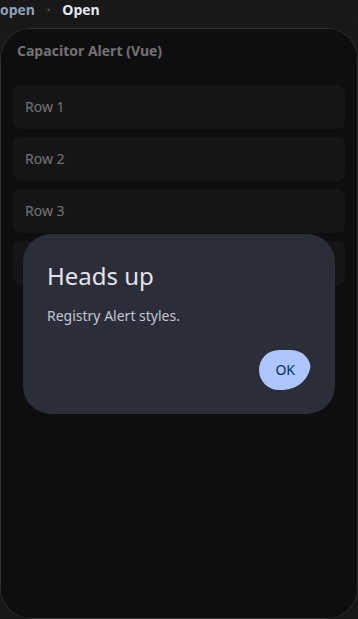 open · Open
Capacitor Alert (Vue)
Row 1
Row 2
Row 3
Heads up
Registry Alert styles.
OK